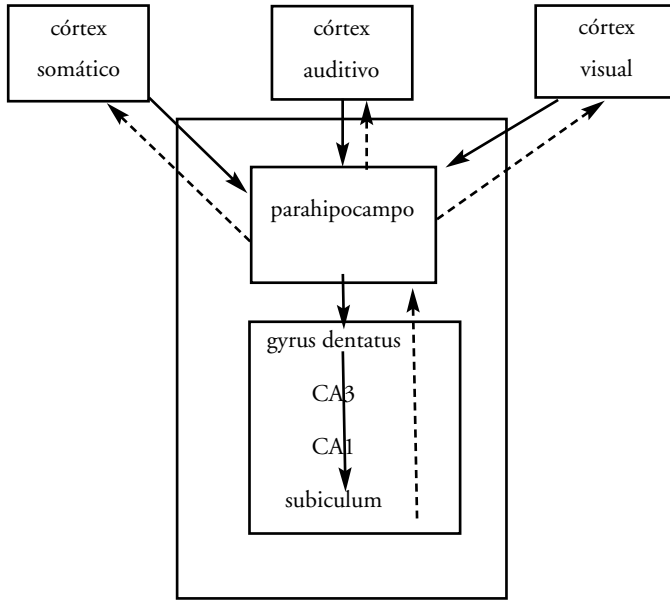 córtex
somático
córtex
auditivo
córtex
visual
parahipocampo
gyrus dentatus
CA3
CA1
subiculum